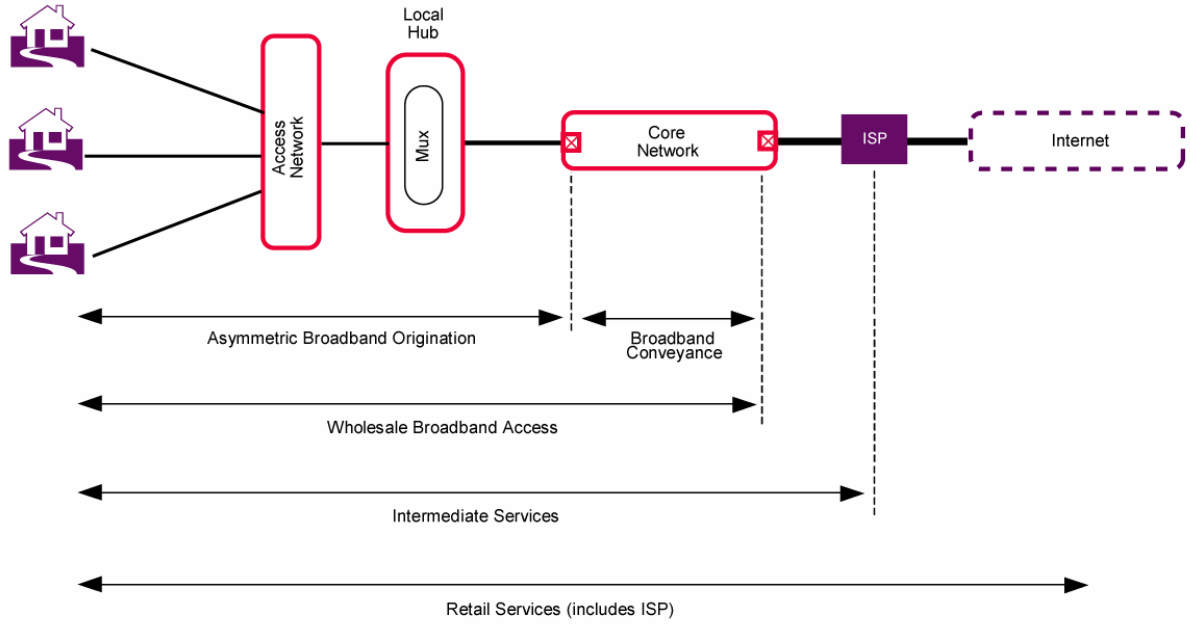 Local
Hub
Access
Network
Mux
Core
Network
ISP
Internet
Asymmetric Broadband Origination
Broadband
Conveyance
Wholesale Broadband Access
Intermediate Services
Retail Services (includes ISP)